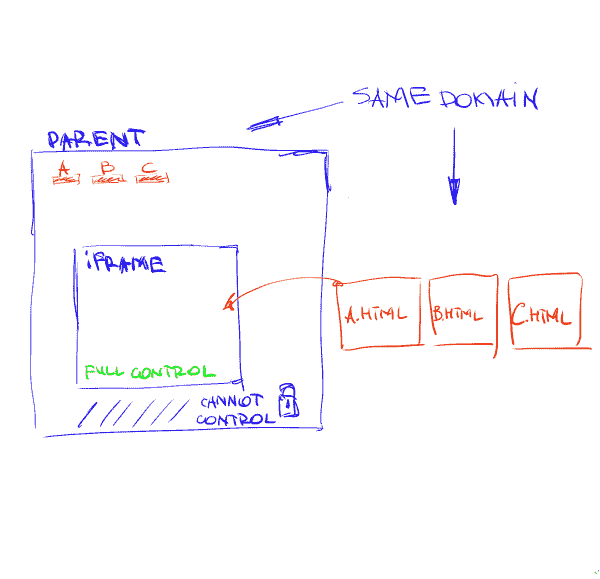 SAME DOMAIN
PARENT
A B C
iFRAME
A.HTML B.HTML C.HTML
FULL CONTROL
CANNOT
CONTROL